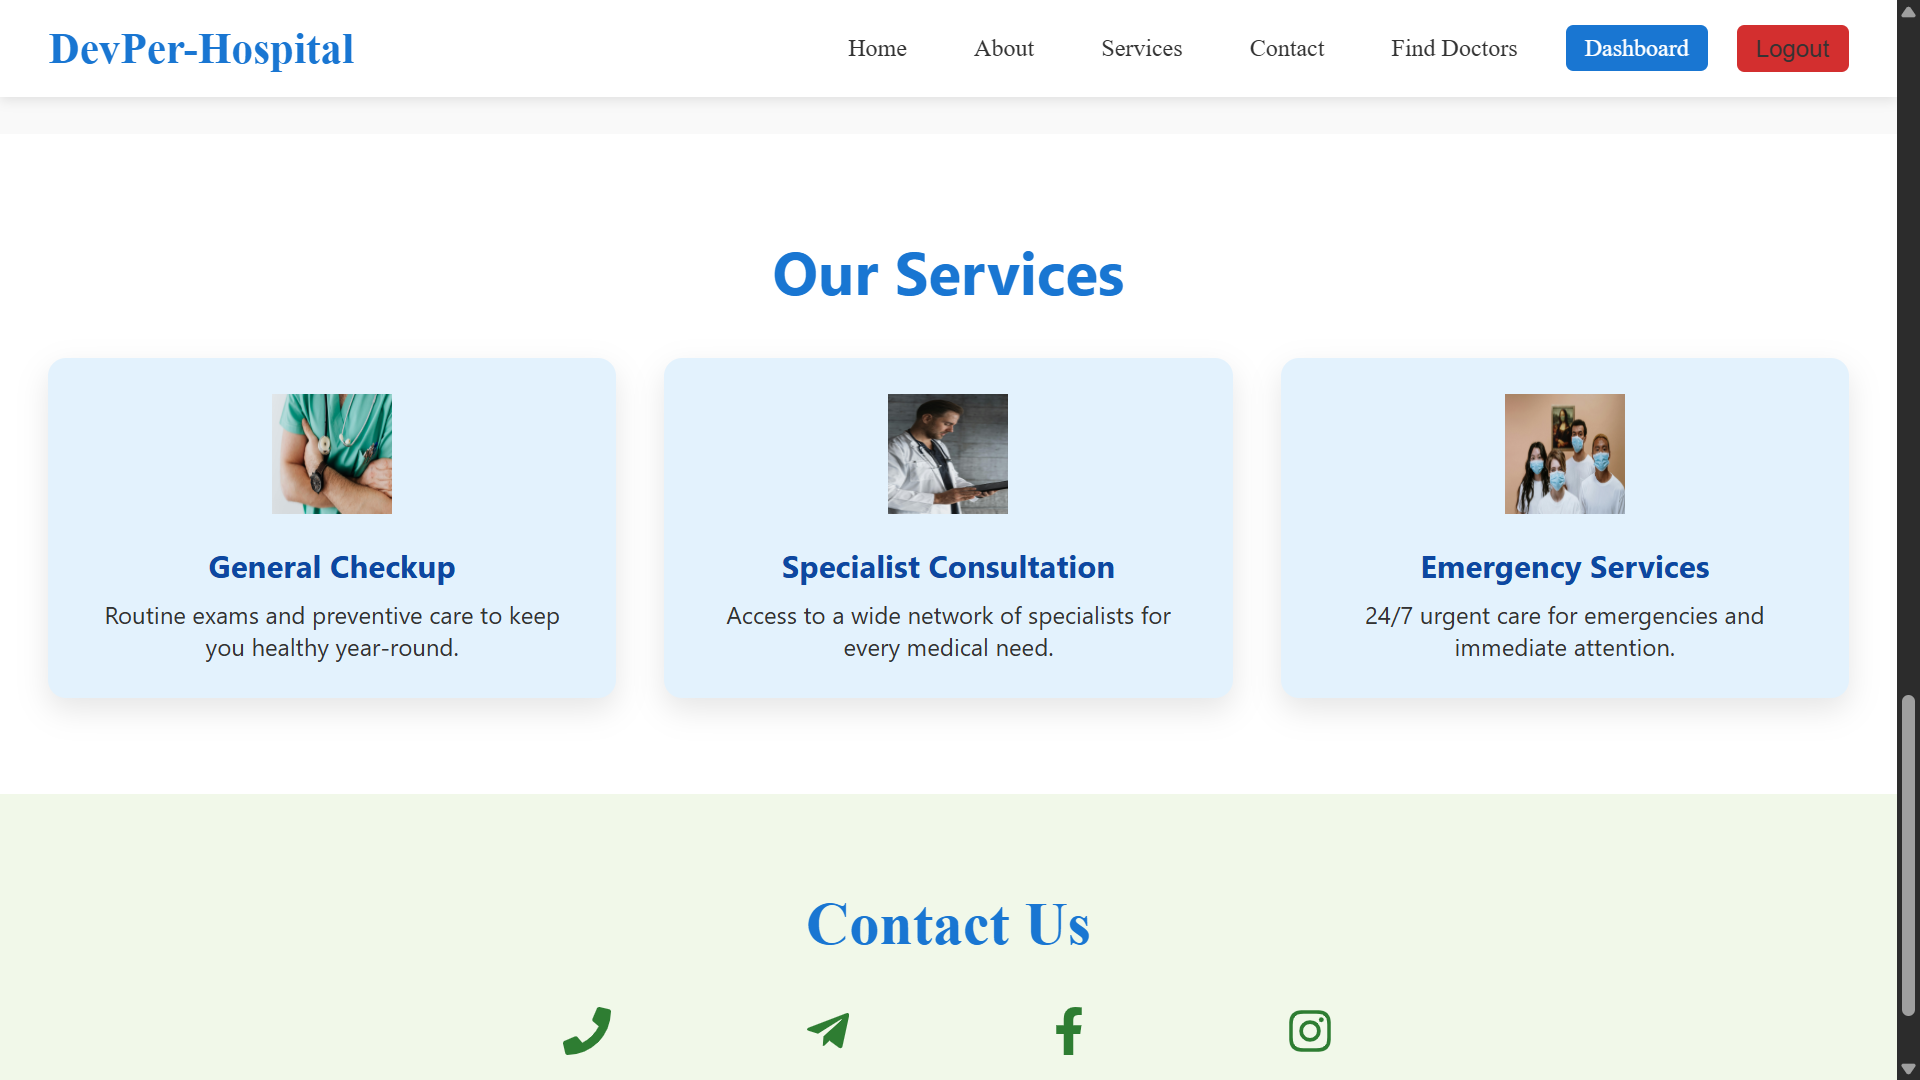 DevPer-Hospital
Home
About
Services
Contact
Find Doctors
Dashboard
Logout
Our Services
General Checkup
Routine exams and preventive care to keep
you healthy year-round.
Specialist Consultation
Access to a wide network of specialists for
every medical need.
Emergency Services
24/7 urgent care for emergencies and
immediate attention.
Contact Us